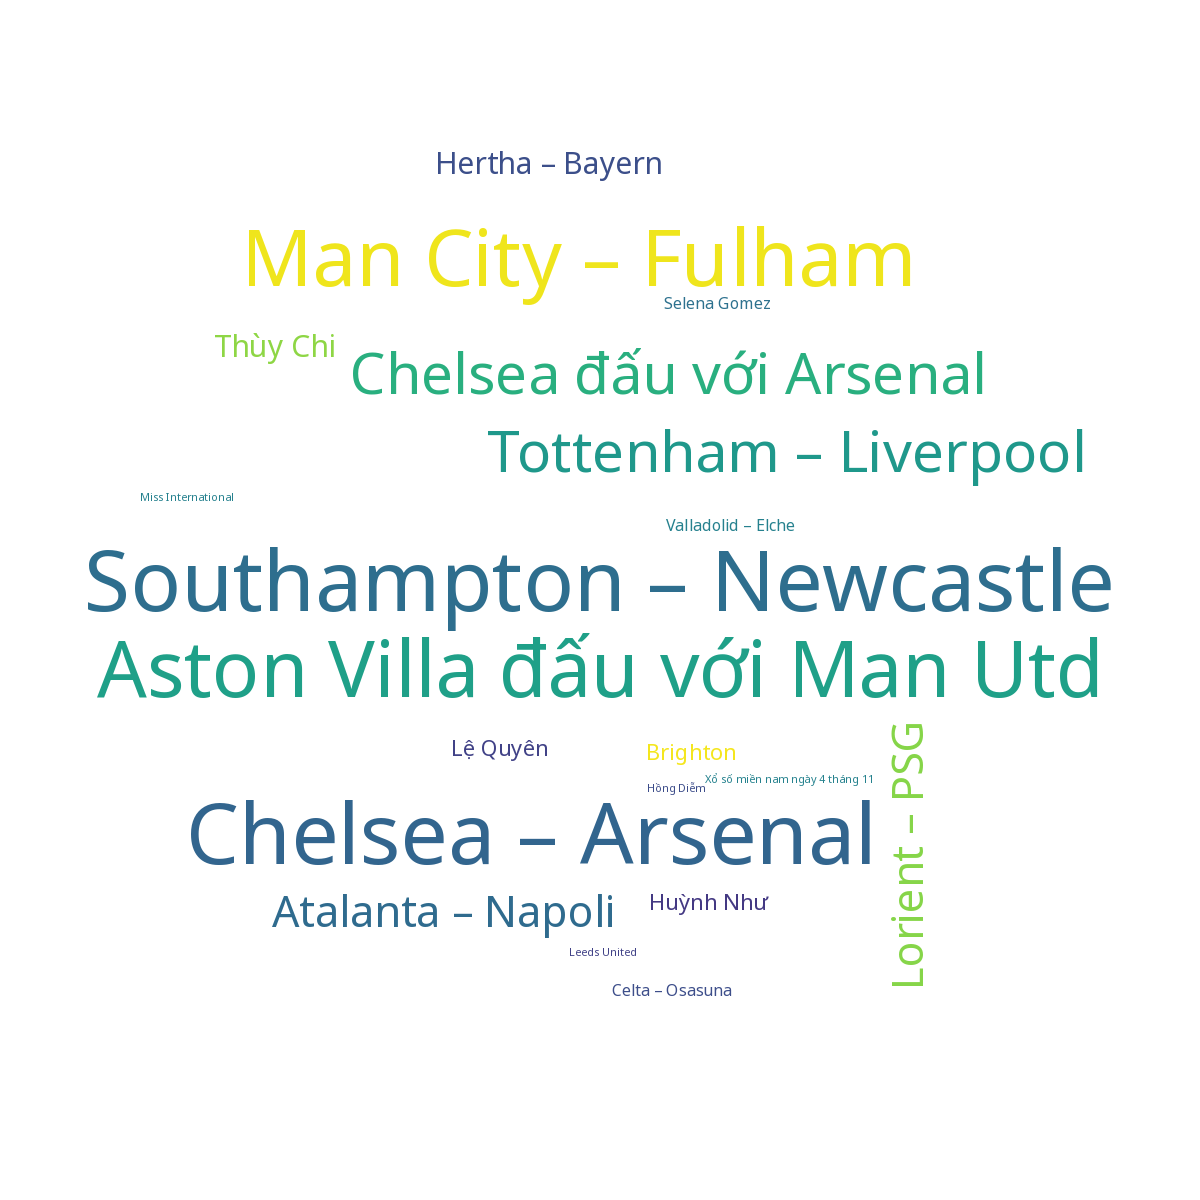 Hertha – Bayern
Man City – Fulham
Selena Gomez
Thùy Chi
Chelsea đấu với Arsenal
Tottenham – Liverpool
Miss International
Valladolid – Elche
Southampton – Newcastle
Aston Villa đấu với Man Utd
Lệ Quyên
Brighton
Xổ số miền nam ngày 4 tháng 11
Hồng Diễm
Chelsea – Arsenal
Lorient – PSG
Atalanta – Napoli
Huỳnh Như
Leeds United
Celta – Osasuna